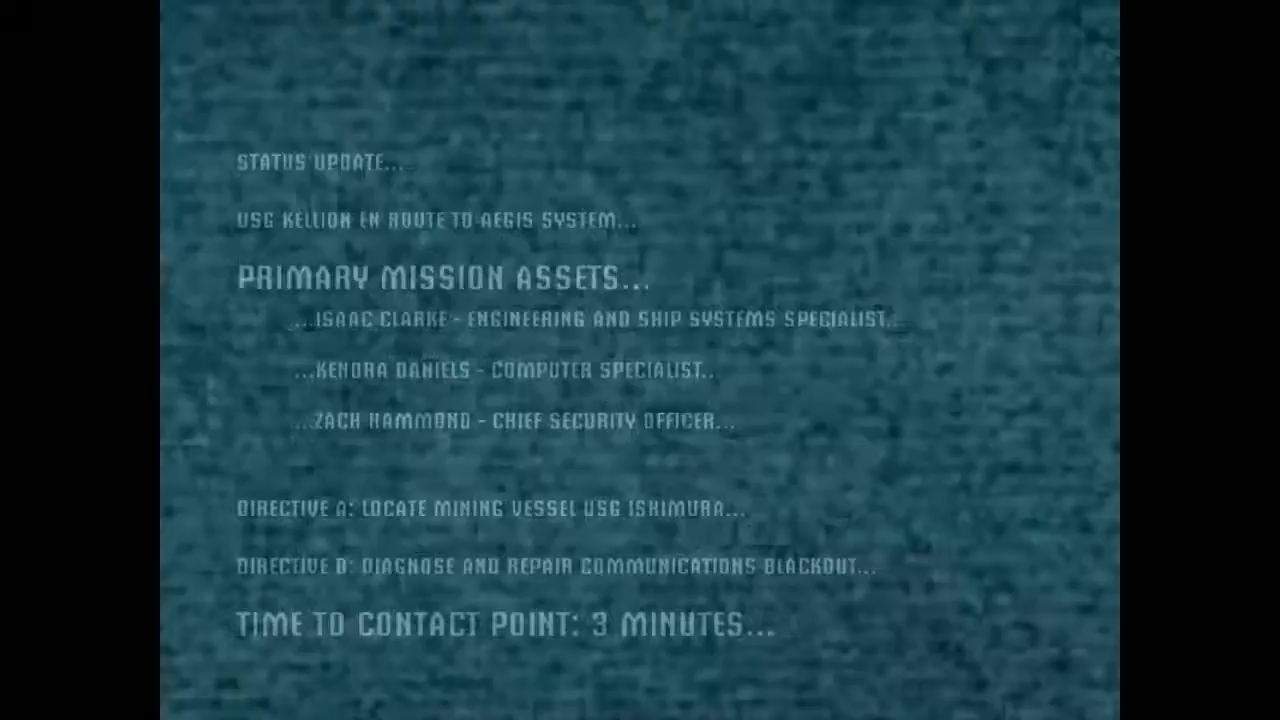 STATUS UPDATE...
USG KELLION EN ROUTE TO AEGIS SYSTEM...
PRIMARY MISSION ASSETS...
...ISAAC CLARKE - ENGINEERING AND SHIP SYSTEMS SPECIALIST...
...KENDRA DANIELS - COMPUTER SPECIALIST...
...ZACH HAMMOND - CHIEF SECURITY OFFICER...
DIRECTIVE A: LOCATE MINING VESSEL USG ISHIMURA...
DIRECTIVE B: DIAGNOSE AND REPAIR COMMUNICATIONS BLACKOUT...
TIME TO CONTACT POINT: 3 MINUTES...